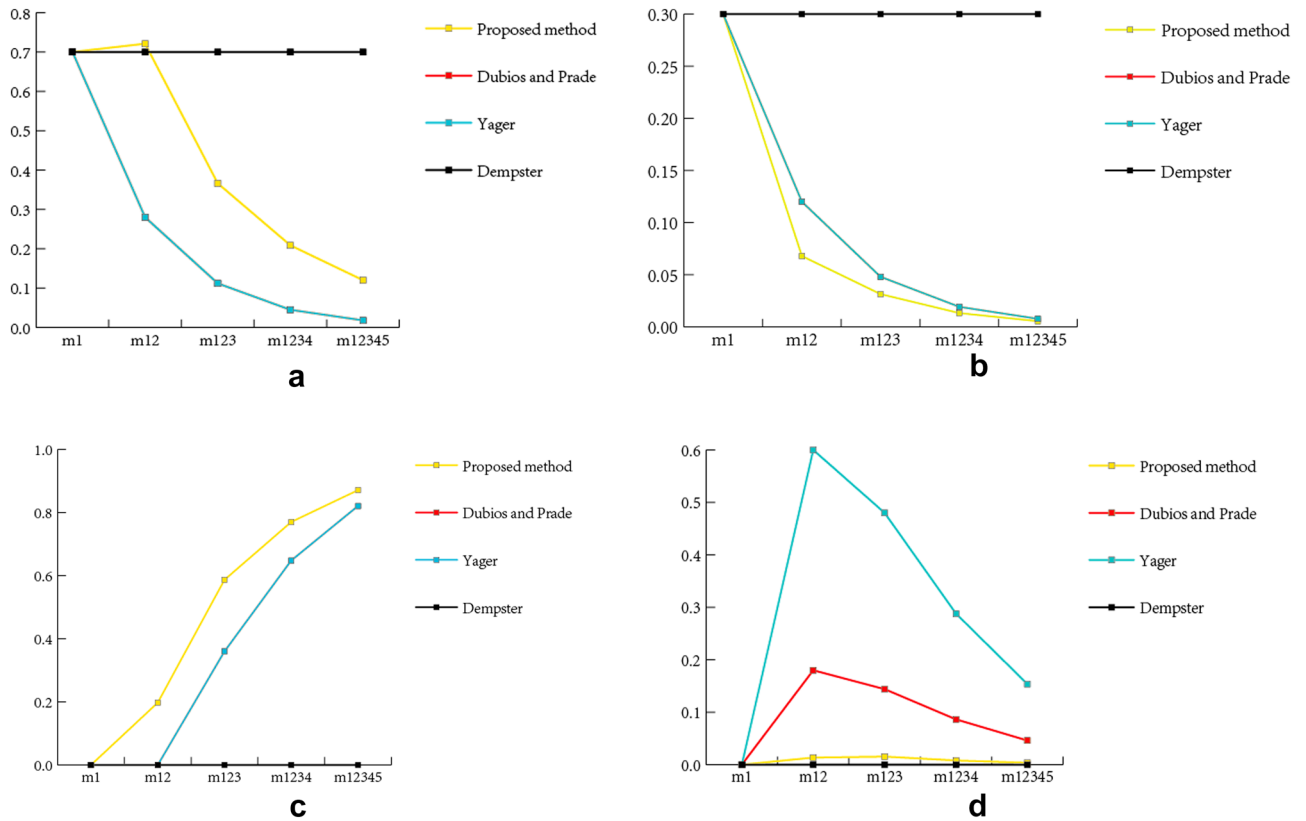 0.8
0.7
0.6
0.5
0.4
0.3
0.2
0.1
0.0
m1 m12 m123 m1234 m12345
Proposed method
Dubios and Prade
Yager
Dempster
a
0.30
0.25
0.20
0.15
0.10
0.05
0.00
m1 m12 m123 m1234 m12345
Proposed method
Dubios and Prade
Yager
Dempster
b
1.0
0.8
0.6
0.4
0.2
0.0
m1 m12 m123 m1234 m12345
Proposed method
Dubios and Prade
Yager
Dempster
c
0.6
0.5
0.4
0.3
0.2
0.1
0.0
m1 m12 m123 m1234 m12345
Proposed method
Dubios and Prade
Yager
Dempster
d